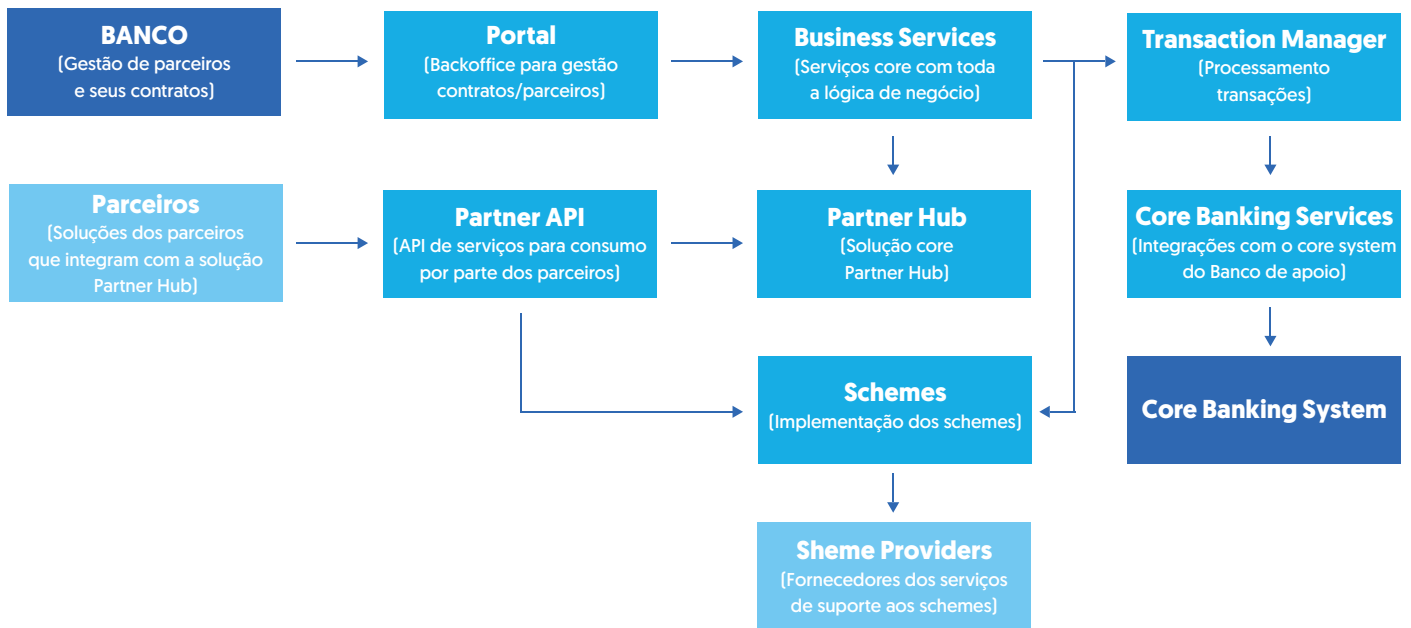 BANCO
(Gestão de parceiros
e seus contratos)
Portal
(Backoffice para gestão
contratos/parceiros)
Business Services
(Serviços core com toda
a lógica de negócio)
Transaction Manager
(Processamento
transações)
Parceiros
(Soluções dos parceiros
que integram com a solução
Partner Hub)
Partner API
(API de serviços para consumo
por parte dos parceiros)
Partner Hub
(Solução core
Partner Hub)
Core Banking Services
(Integrações com o core system
do Banco de apoio)
Schemes
(Implementação dos schemes)
Core Banking System
Sheme Providers
(Fornecedores dos serviços
de suporte aos schemes)